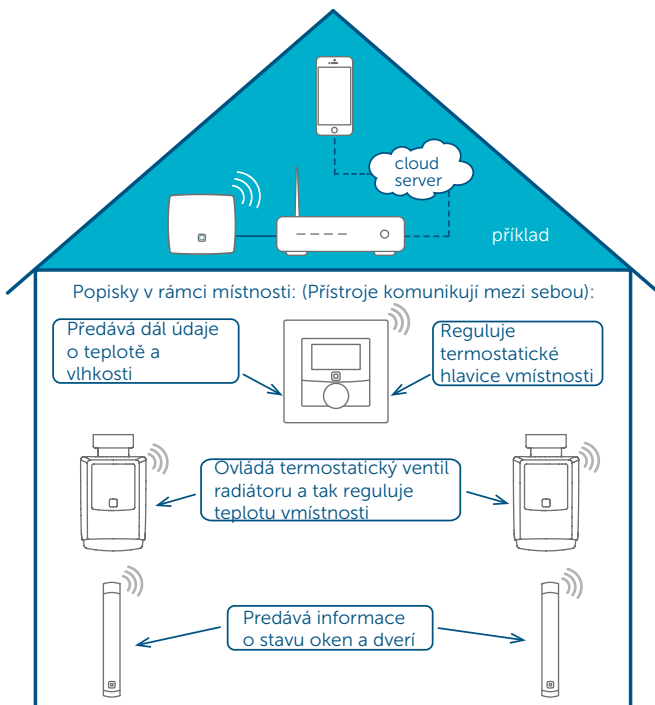 cloud
server
příklad
Popisky v rámci místnosti: (Přístroje komunikují mezi sebou):
Předává dál údaje
o teplotě a
vlhkosti
Reguluje
termostatické
hlavice vmístnosti
Ovládá termostatický ventil
radiátoru a tak reguluje
teplotu vmístnosti
Predává informace
o stavu oken a dverí